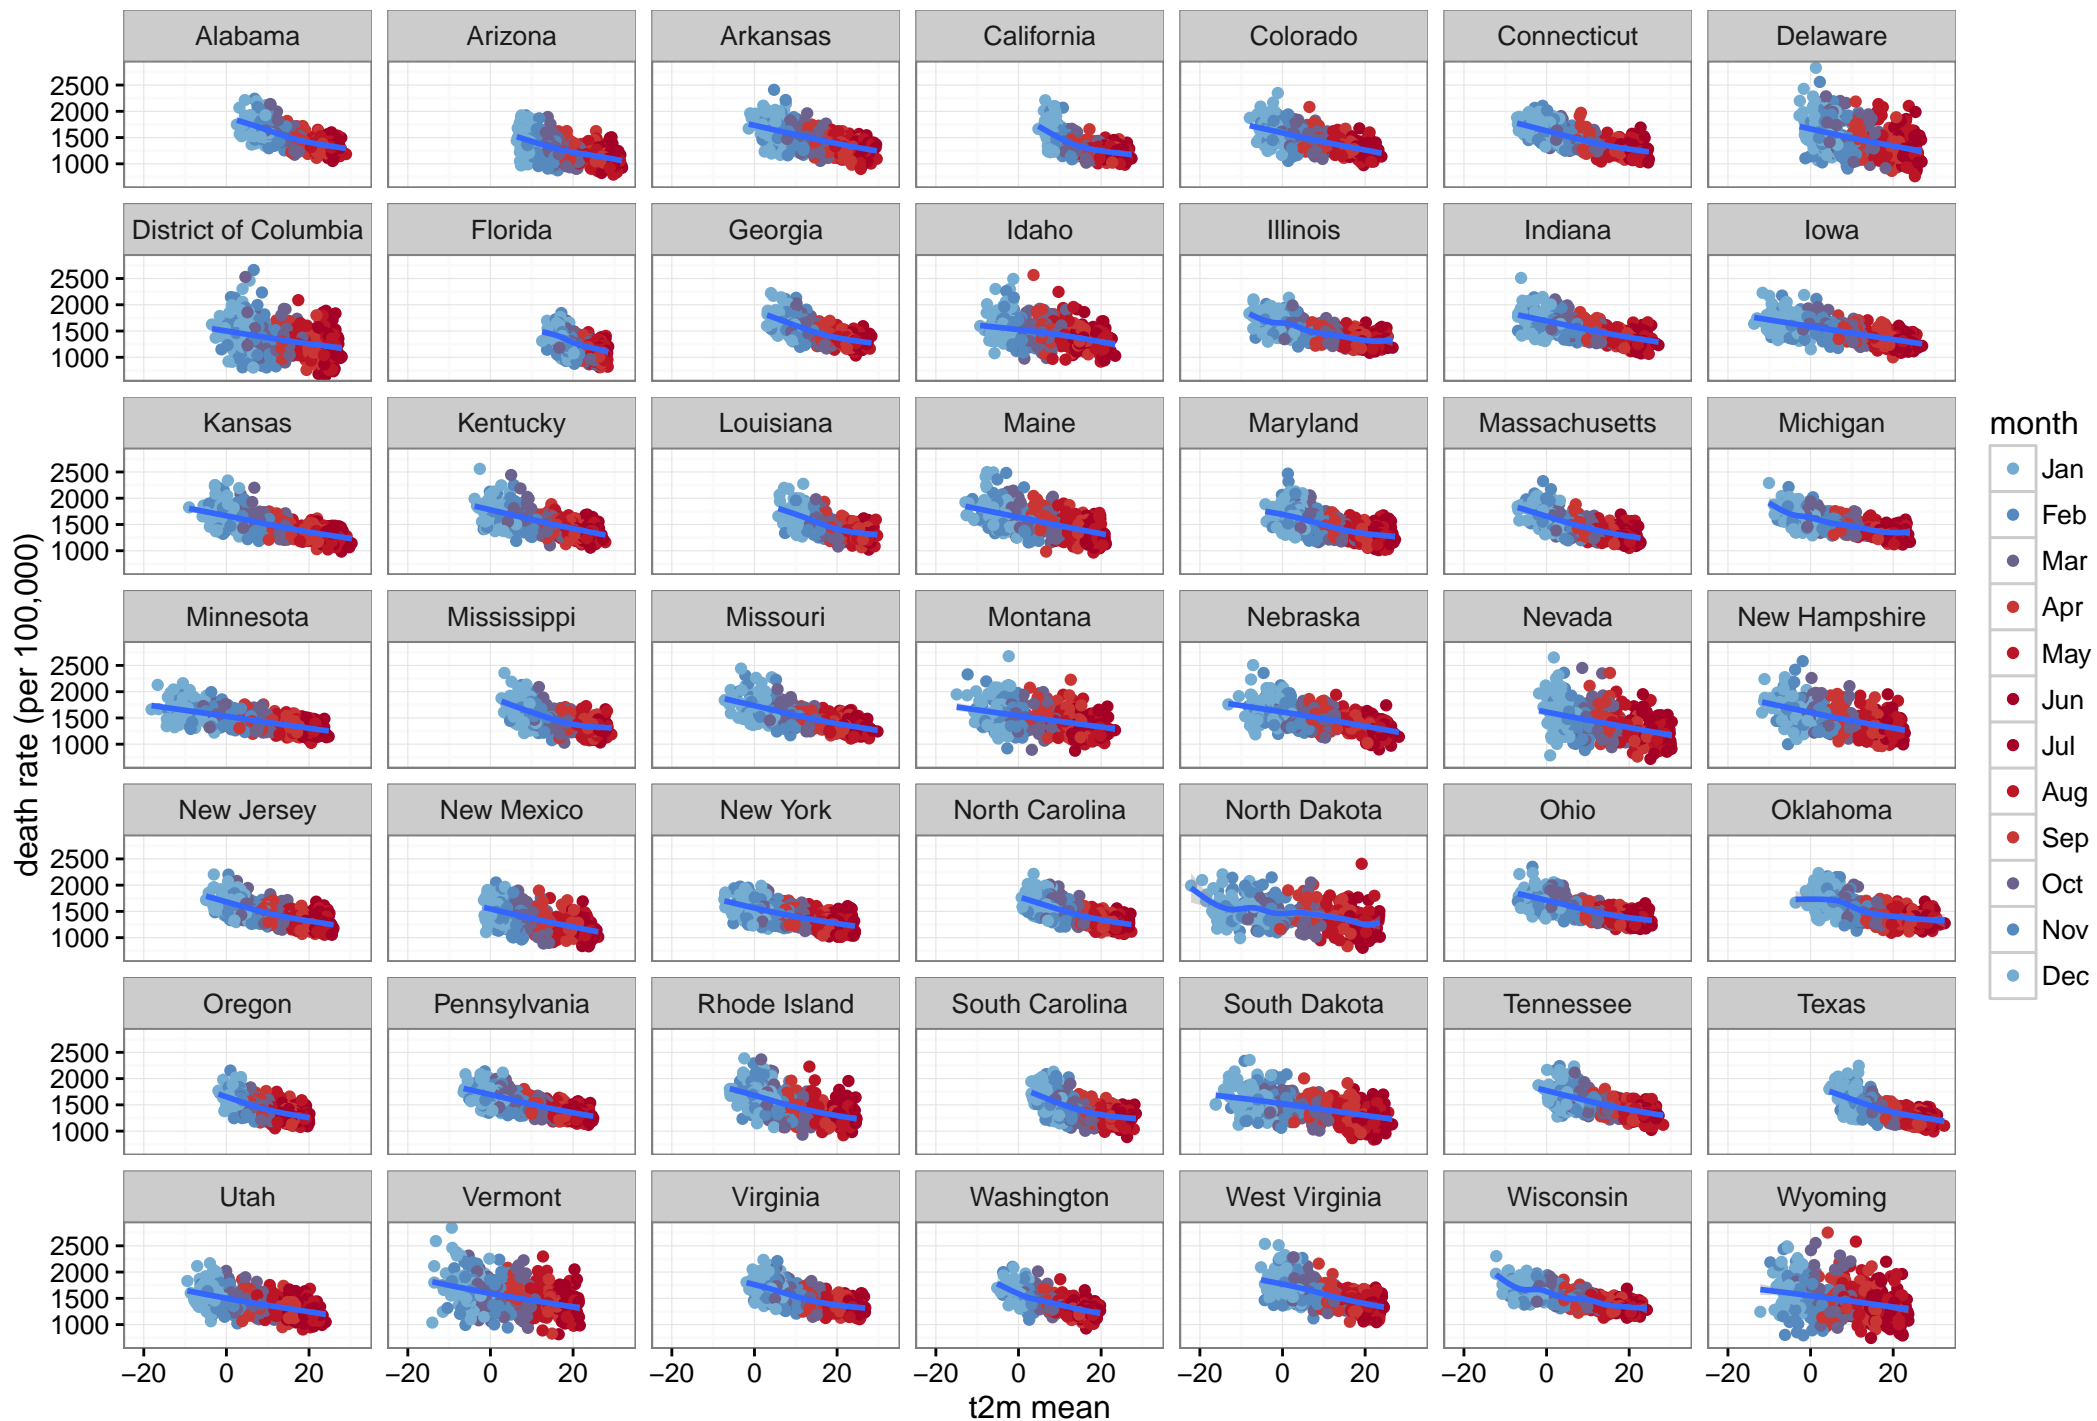 Alabama Arizona Arkansas California Colorado Connecticut Delaware
2500
2000
1500
1000
District of Columbia Florida Georgia Idaho Illinois Indiana Iowa
2500
2000
1500
1000
Kansas Kentucky Louisiana Maine Maryland Massachusetts Michigan
2500
2000
1500
1000
Minnesota Mississippi Missouri Montana Nebraska Nevada New Hampshire
2500
2000
1500
1000
New Jersey New Mexico New York North Carolina North Dakota Ohio Oklahoma
2500
2000
1500
1000
Oregon Pennsylvania Rhode Island South Carolina South Dakota Tennessee Texas
2500
2000
1500
1000
Utah Vermont Virginia Washington West Virginia Wisconsin Wyoming
2500
2000
1500
1000
−20 0 20 −20 0 20 −20 0 20 −20 0 20 −20 0 20 −20 0 20 −20 0 20
t2m mean
death rate (per 100,000)
month
Jan
Feb
Mar
Apr
May
Jun
Jul
Aug
Sep
Oct
Nov
Dec